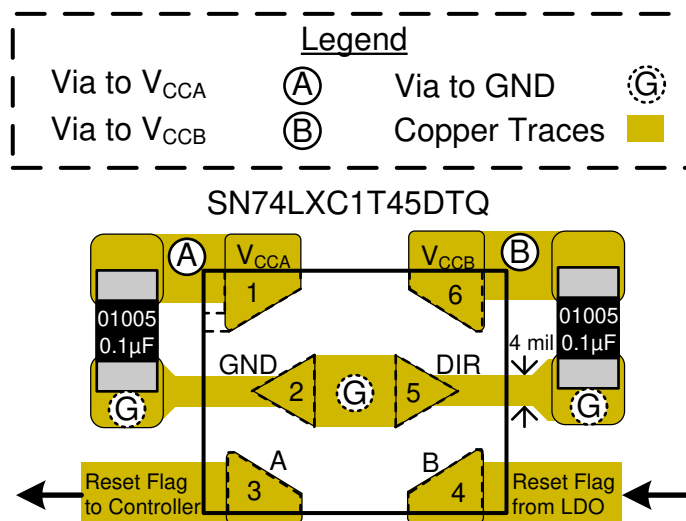 Legend
Via to VCCA A Via to GND G
Via to VCCB B Copper Traces
SN74LXC1T45DTQ
A VCCA VCCB B
1 6
01005 01005
0.1µF 0.1µF
4 mil
GND DIR
2 G 5
G G
A B
Reset Flag Reset Flag
to Controller 3 4 from LDO